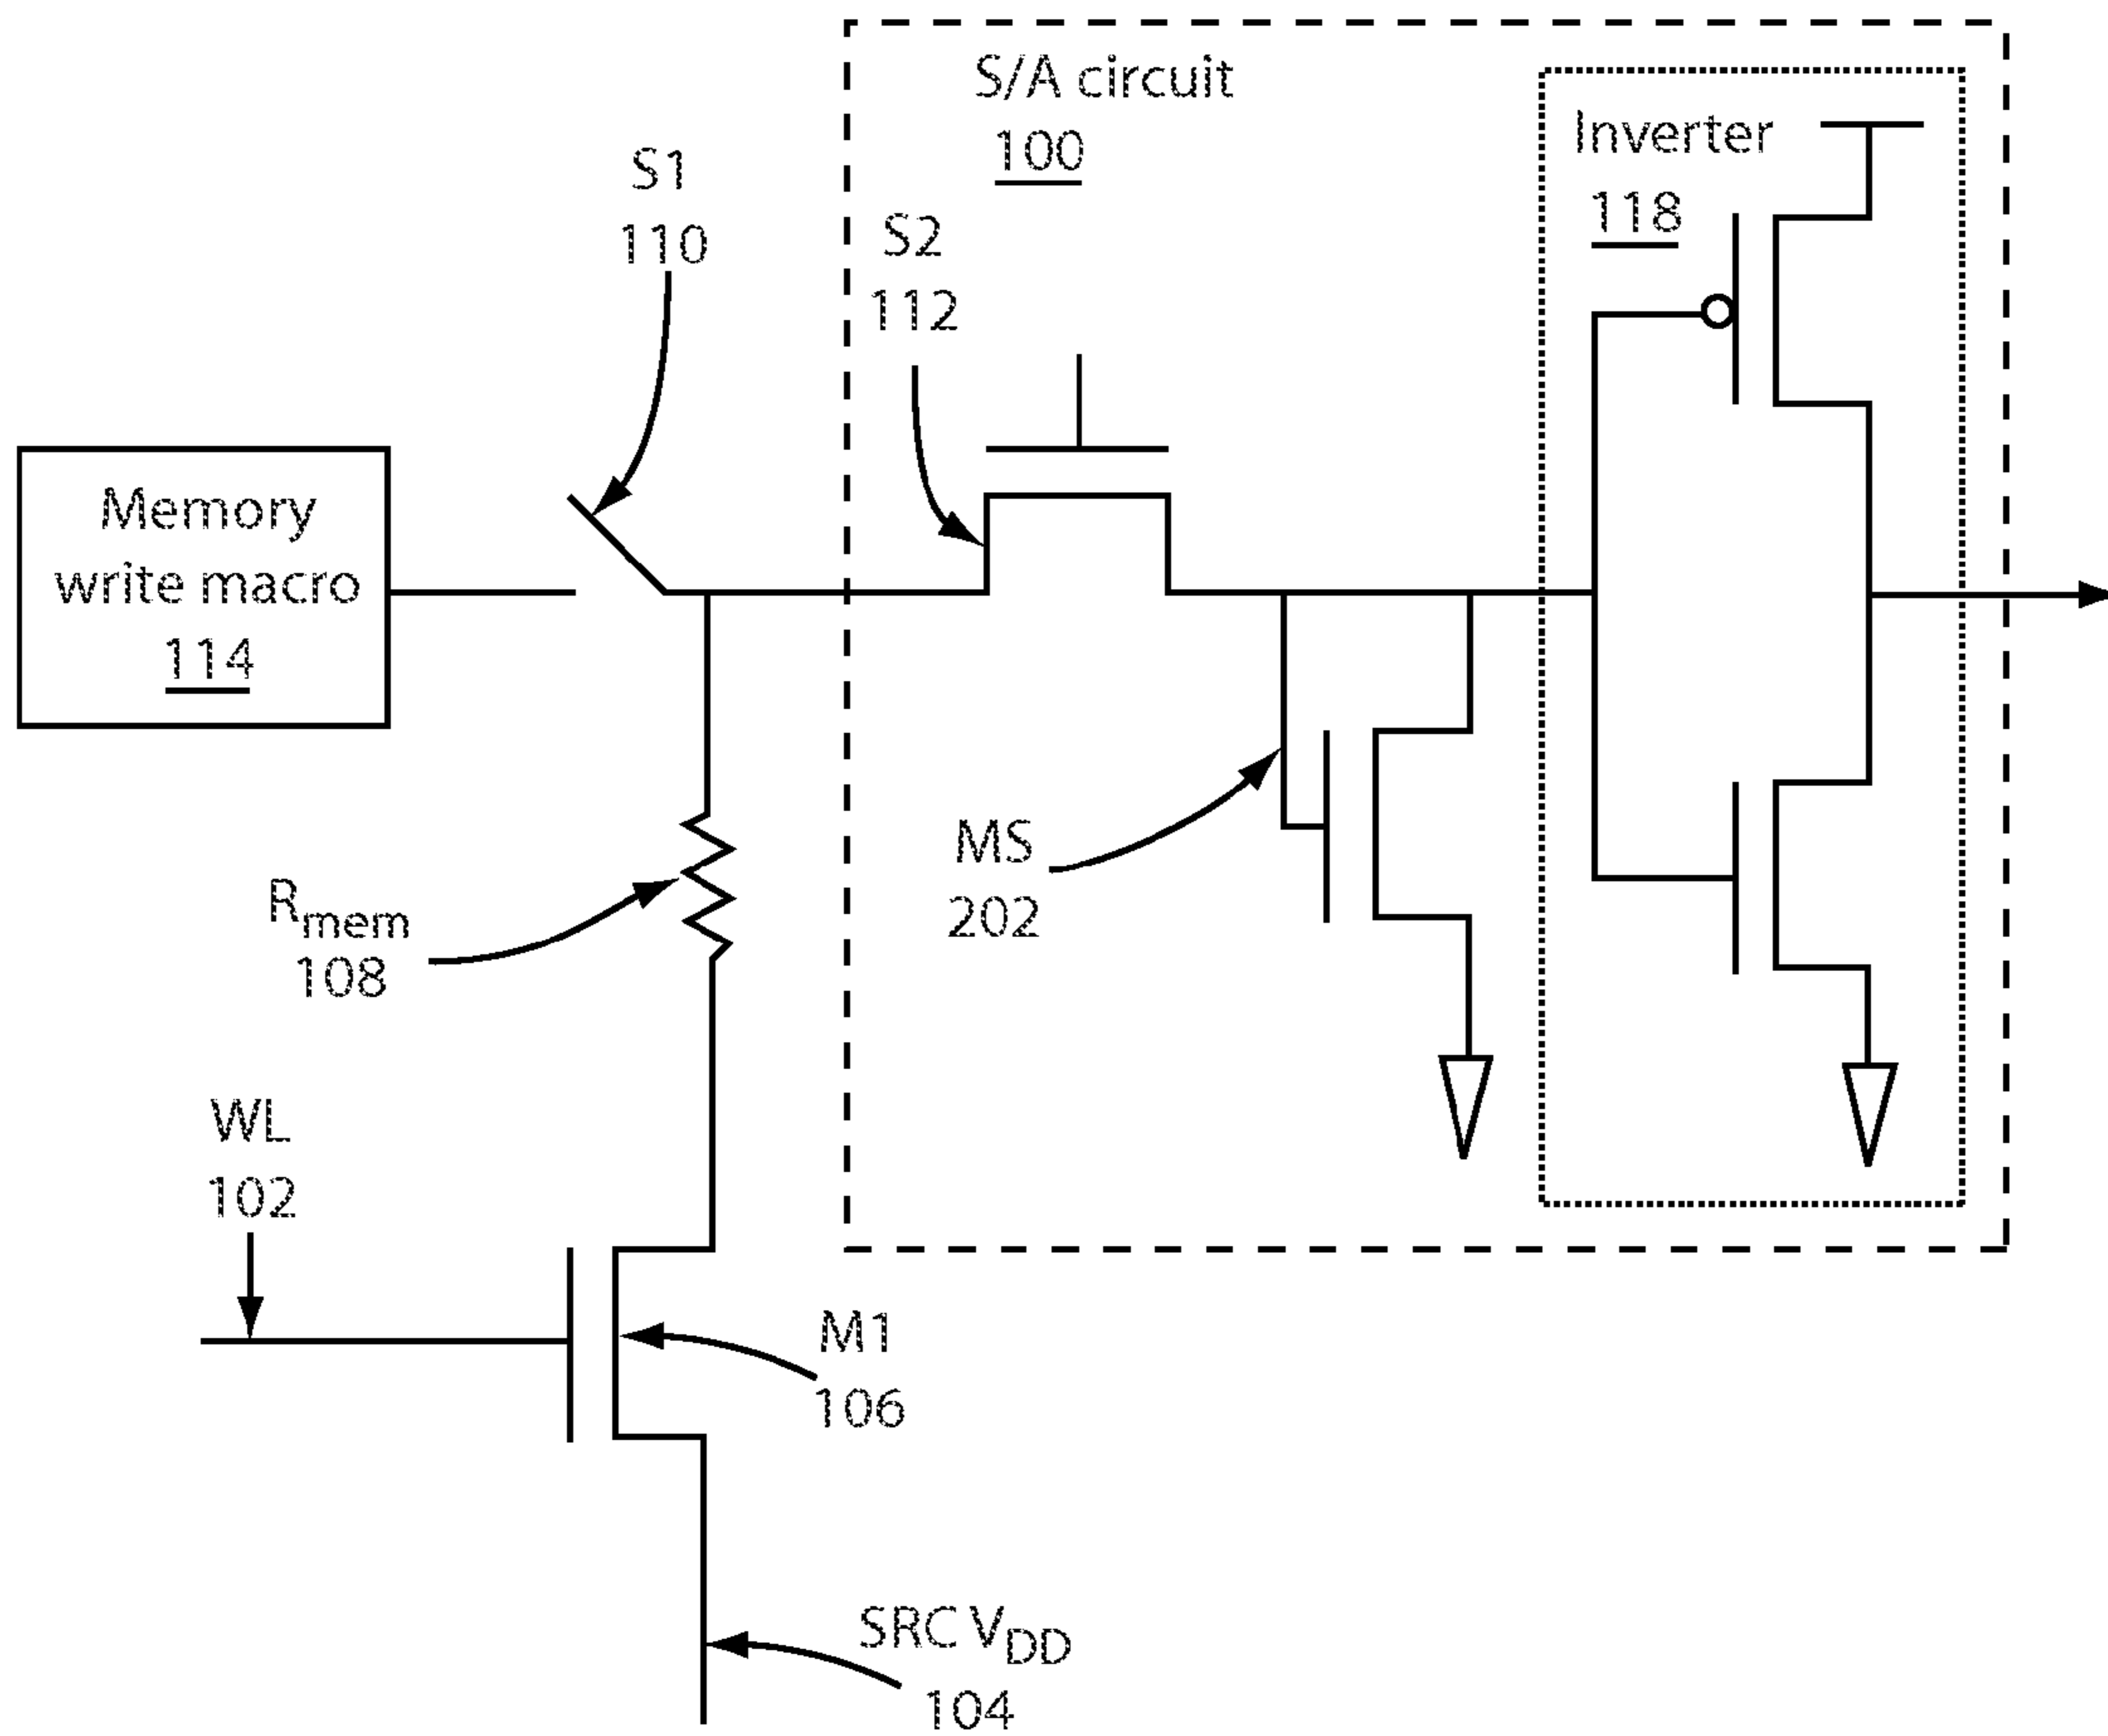 S/A circuit
100
Inverter
118
S1
110
S2
112
Memory
write macro
114
MS
202
Rmem
108
WL
102
M1
106
SRC VDD
104